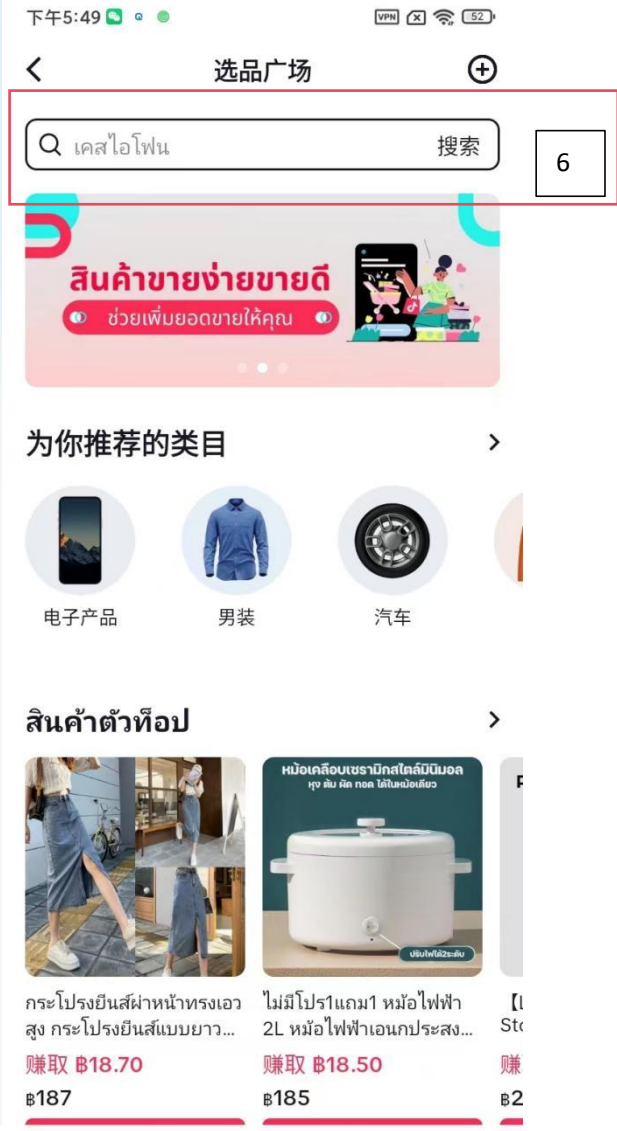 下午5:49
VPN 52
选品广场
เคสไอโฟน 搜索
6
สินค้าขายง่ายขายดี
ช่วยเพิ่มยอดขายให้คุณ
为你推荐的类目
电子产品 男装 汽车
สินค้าตัวท็อป
หม้อเคลือบเซรามิกสไตล์มินิมอล
หุง ต้ม ผัด ทอด ได้ในหม้อเดียว
ปรับไฟได้2ระดับ
กระโปรงยีนส์ผ่าหน้าทรงเอว
สูง กระโปรงยีนส์แบบยาว...
ไม่มีโปร1แถม1 หม้อไฟฟ้า
2L หม้อไฟฟ้าเอนกประสง...
赚取 ฿18.70
赚取 ฿18.50
赚
฿187
฿185
฿2